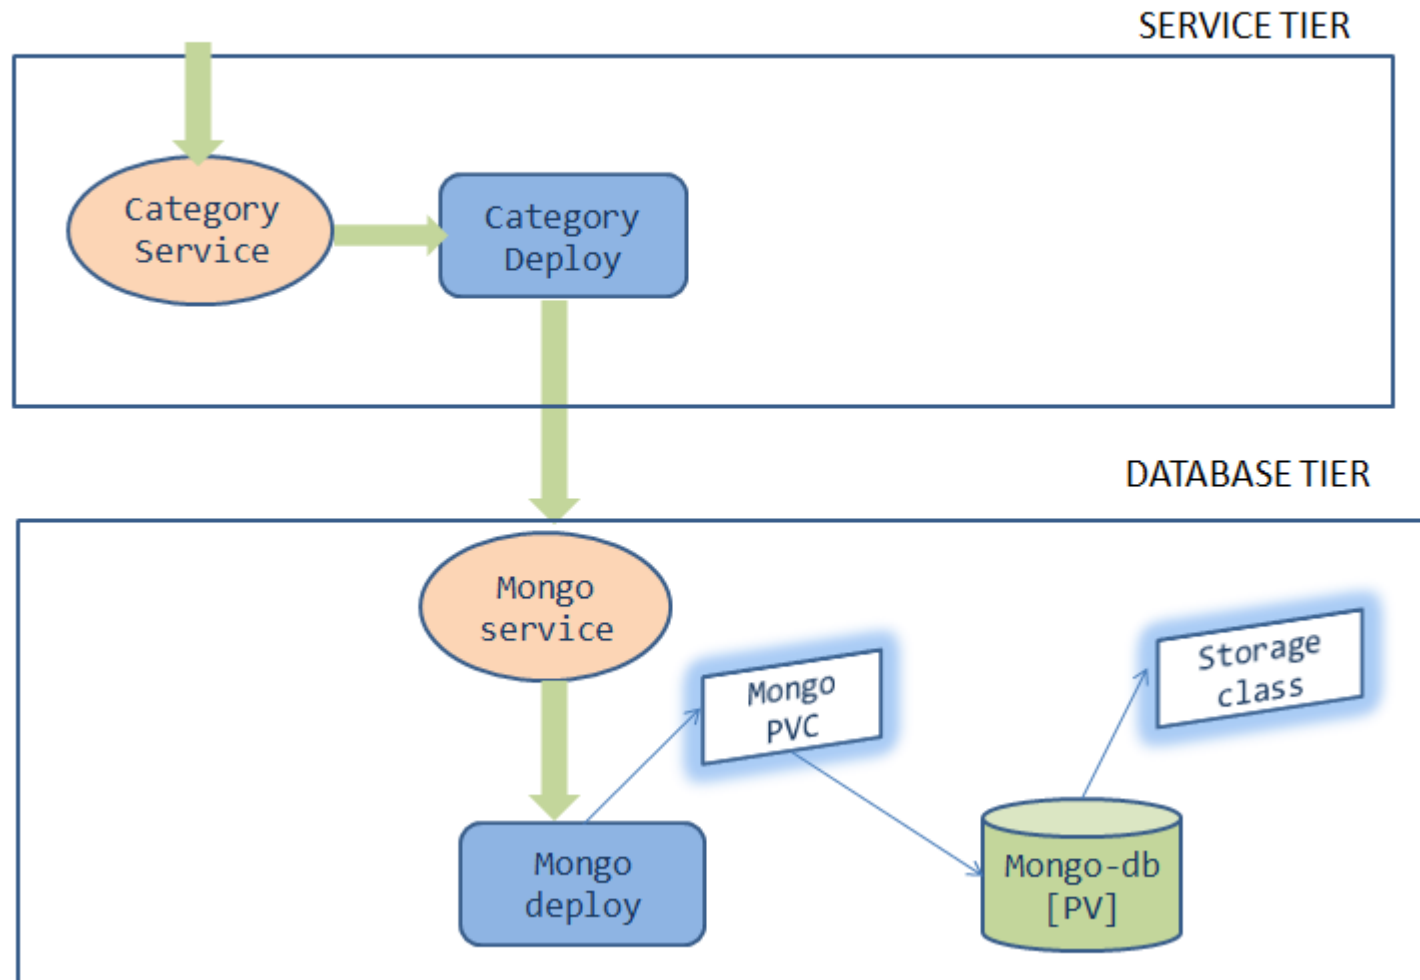 SERVICE TIER
Category
Service
Category
Deploy
DATABASE TIER
Mongo
service
Mongo
PVC
Storage
class
Mongo
deploy
Mongo-db
[PV]